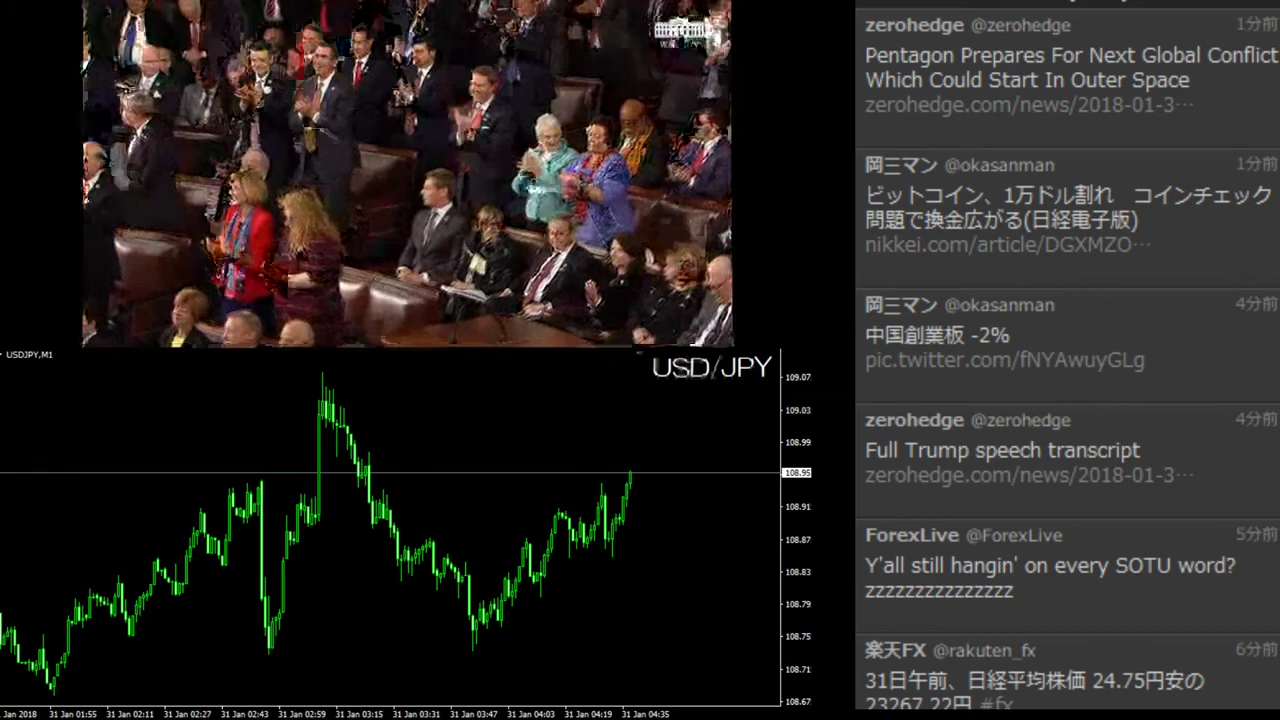 USDJPY,M1
USD/JPY
109.07
109.03
108.99
108.95
108.91
108.87
108.83
108.79
108.75
108.71
108.67
Jan 2018
31 Jan 01:55
31 Jan 02:11
31 Jan 02:27
31 Jan 02:43
31 Jan 02:59
31 Jan 03:15
31 Jan 03:31
31 Jan 03:47
31 Jan 04:03
31 Jan 04:19
31 Jan 04:35
zerohedge @zerohedge 1分前
Pentagon Prepares For Next Global Conflict
Which Could Start In Outer Space
zerohedge.com/news/2018-01-3…
岡三マン @okasanman 1分前
ビットコイン、1万ドル割れ　コインチェック
問題で換金広がる(日経電子版)
nikkei.com/article/DGXMZO…
岡三マン @okasanman 4分前
中国創業板 -2%
pic.twitter.com/fNYAwuyGLg
zerohedge @zerohedge 4分前
Full Trump speech transcript
zerohedge.com/news/2018-01-3…
ForexLive @ForexLive 5分前
Y'all still hangin' on every SOTU word?
zzzzzzzzzzzzzzz
楽天FX @rakuten_fx 6分前
31日午前、日経平均株価 24.75円安の
23267.22円 #fx